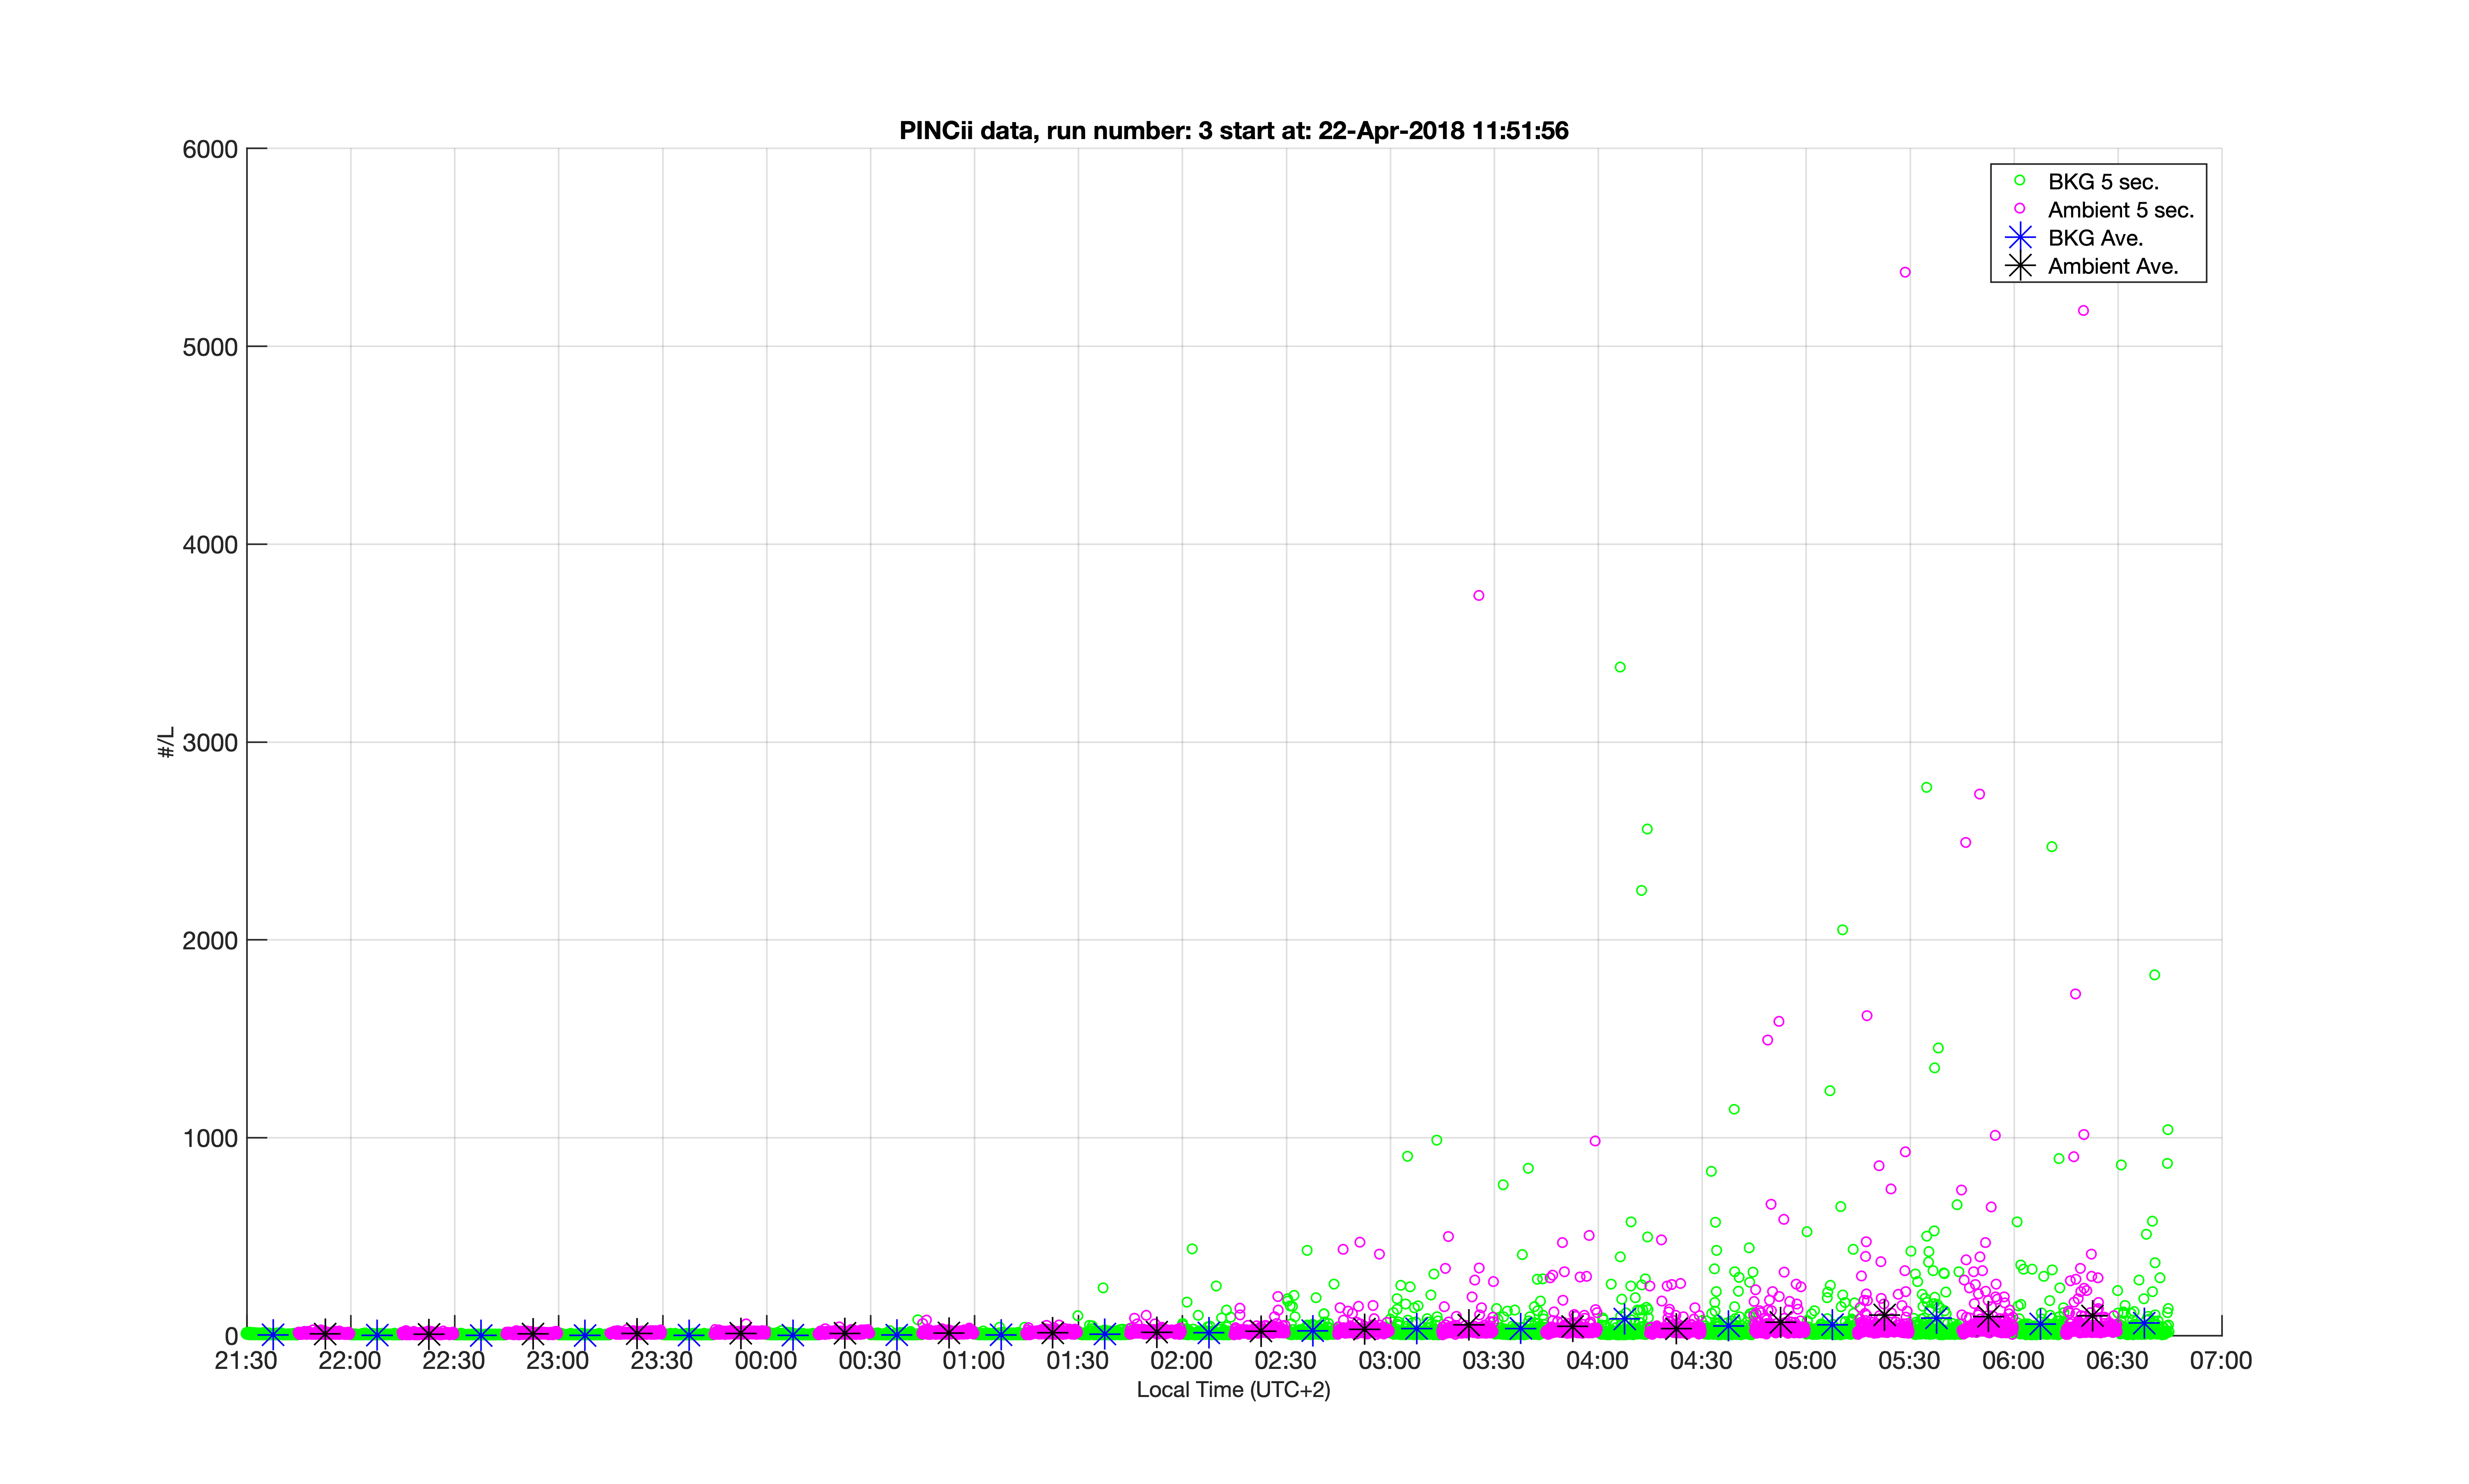 PINCii data, run number: 3 start at: 22-Apr-2018 11:51:56
6000
5000
4000
3000
2000
1000
0
#/L
BKG 5 sec.
Ambient 5 sec.
BKG Ave.
Ambient Ave.
21:30 22:00 22:30 23:00 23:30 00:00 00:30 01:00 01:30 02:00 02:30 03:00 03:30 04:00 04:30 05:00 05:30 06:00 06:30 07:00
Local Time (UTC+2)